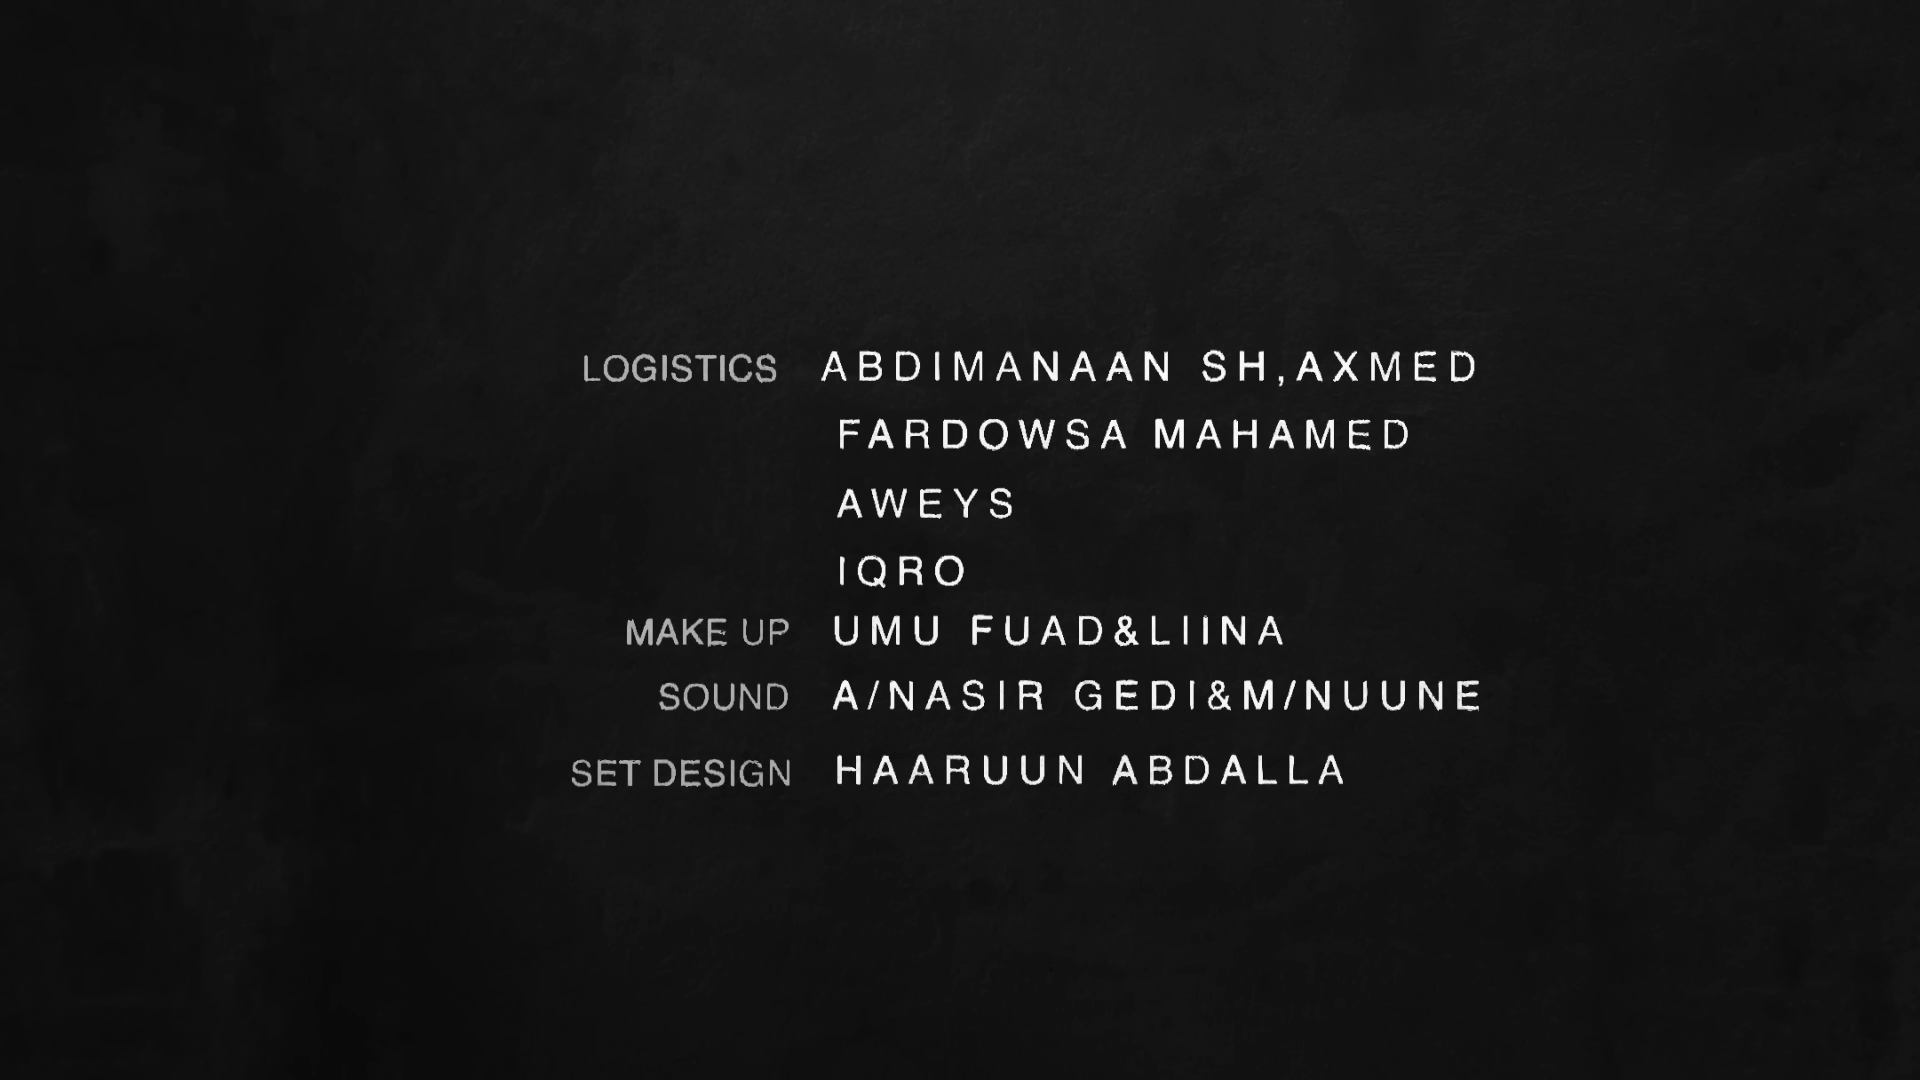 LOGISTICS ABDIMANAAN SH,AXMED
FARDOWSA MAHAMED
AWEYS
IQRO
MAKE UP UMU FUAD&LIINA
SOUND A/NASIR GEDI&M/NUUNE
SET DESIGN HAARUUN ABDALLA